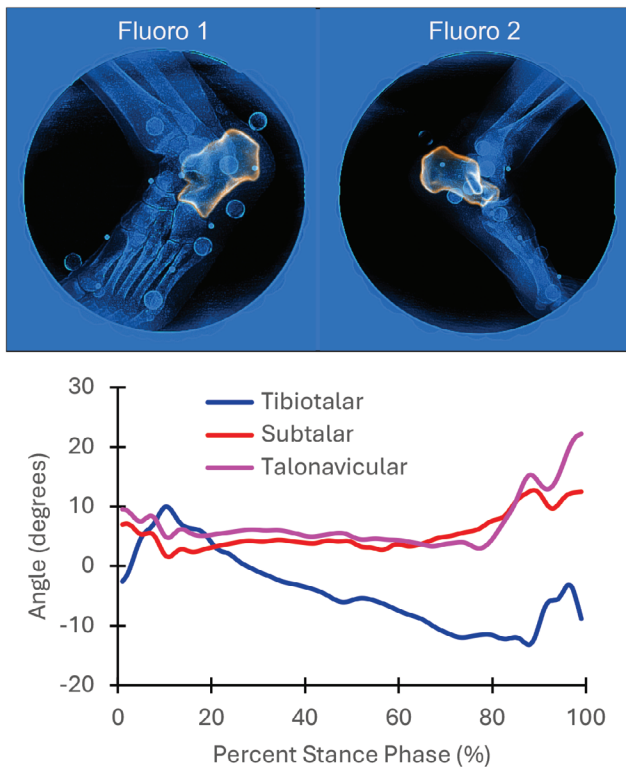 Fluoro 1
Fluoro 2
30
20
10
0
-10
-20
Angle (degrees)
Tibiotalar
Subtalar
Talonavicular
0
20
40
60
80
100
Percent Stance Phase (%)